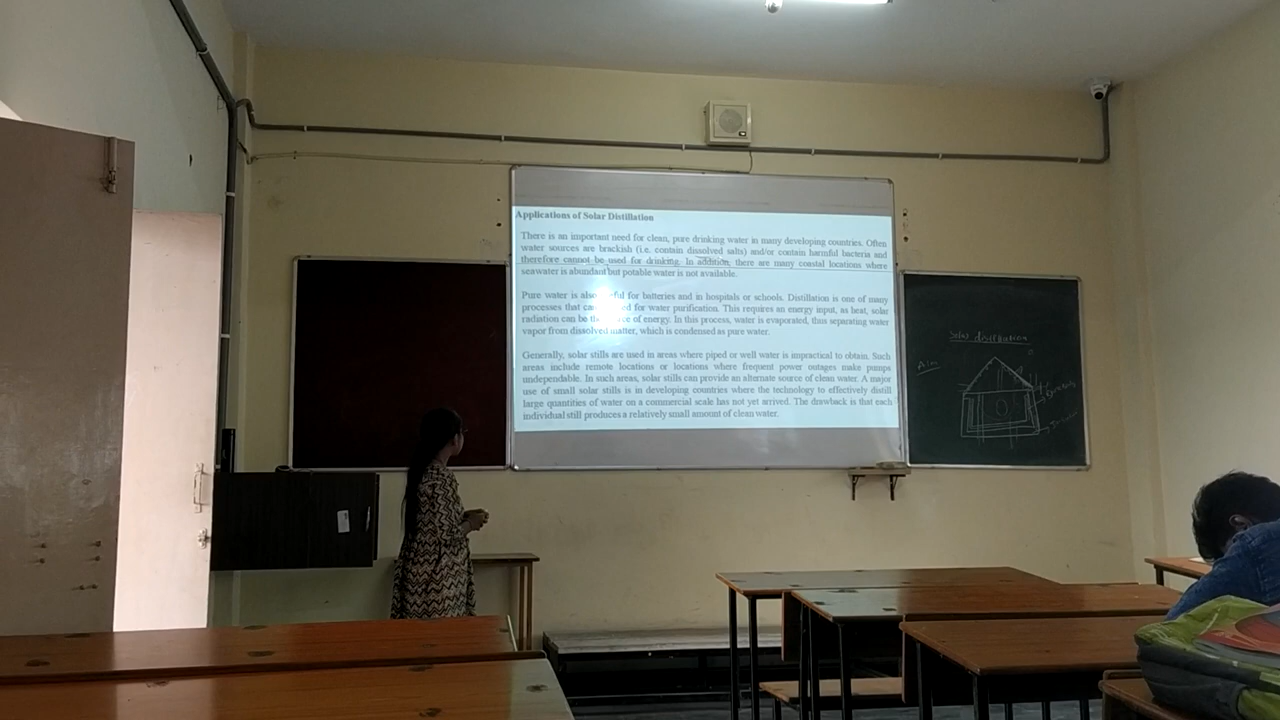 Applications of Solar Distillation
There is an important need for clean, pure drinking water in many developing countries. Often
water sources are brackish (i.e. contain dissolved salts) and/or contain harmful bacteria and
therefore cannot be used for drinking. In addition, there are many coastal locations where
seawater is abundant but potable water is not available.
Pure water is also for batteries and in hospitals or schools. Distillation is one of many
processes that can for water purification. This requires an energy input, as heat, solar
radiation can be of energy. In this process, water is evaporated, thus separating water
vapor from dissolved matter, which is condensed as pure water.
Generally, solar stills are used in areas where piped or well water is impractical to obtain. Such
areas include remote locations or locations where frequent power outages make pumps
undependable. In such areas, solar stills can provide an alternate source of clean water. A major
use of small solar stills is in developing countries where the technology to effectively distill
large quantities of water on a commercial scale has not yet arrived. The drawback is that each
individual still produces a relatively small amount of clean water.
Solar distillation
Aim